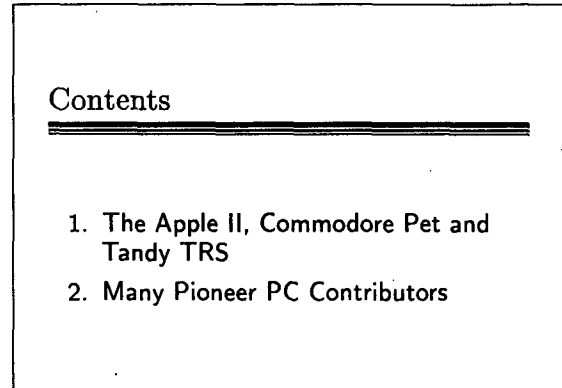 Contents
1. The Apple II, Commodore Pet and
Tandy TRS
2. Many Pioneer PC Contributors